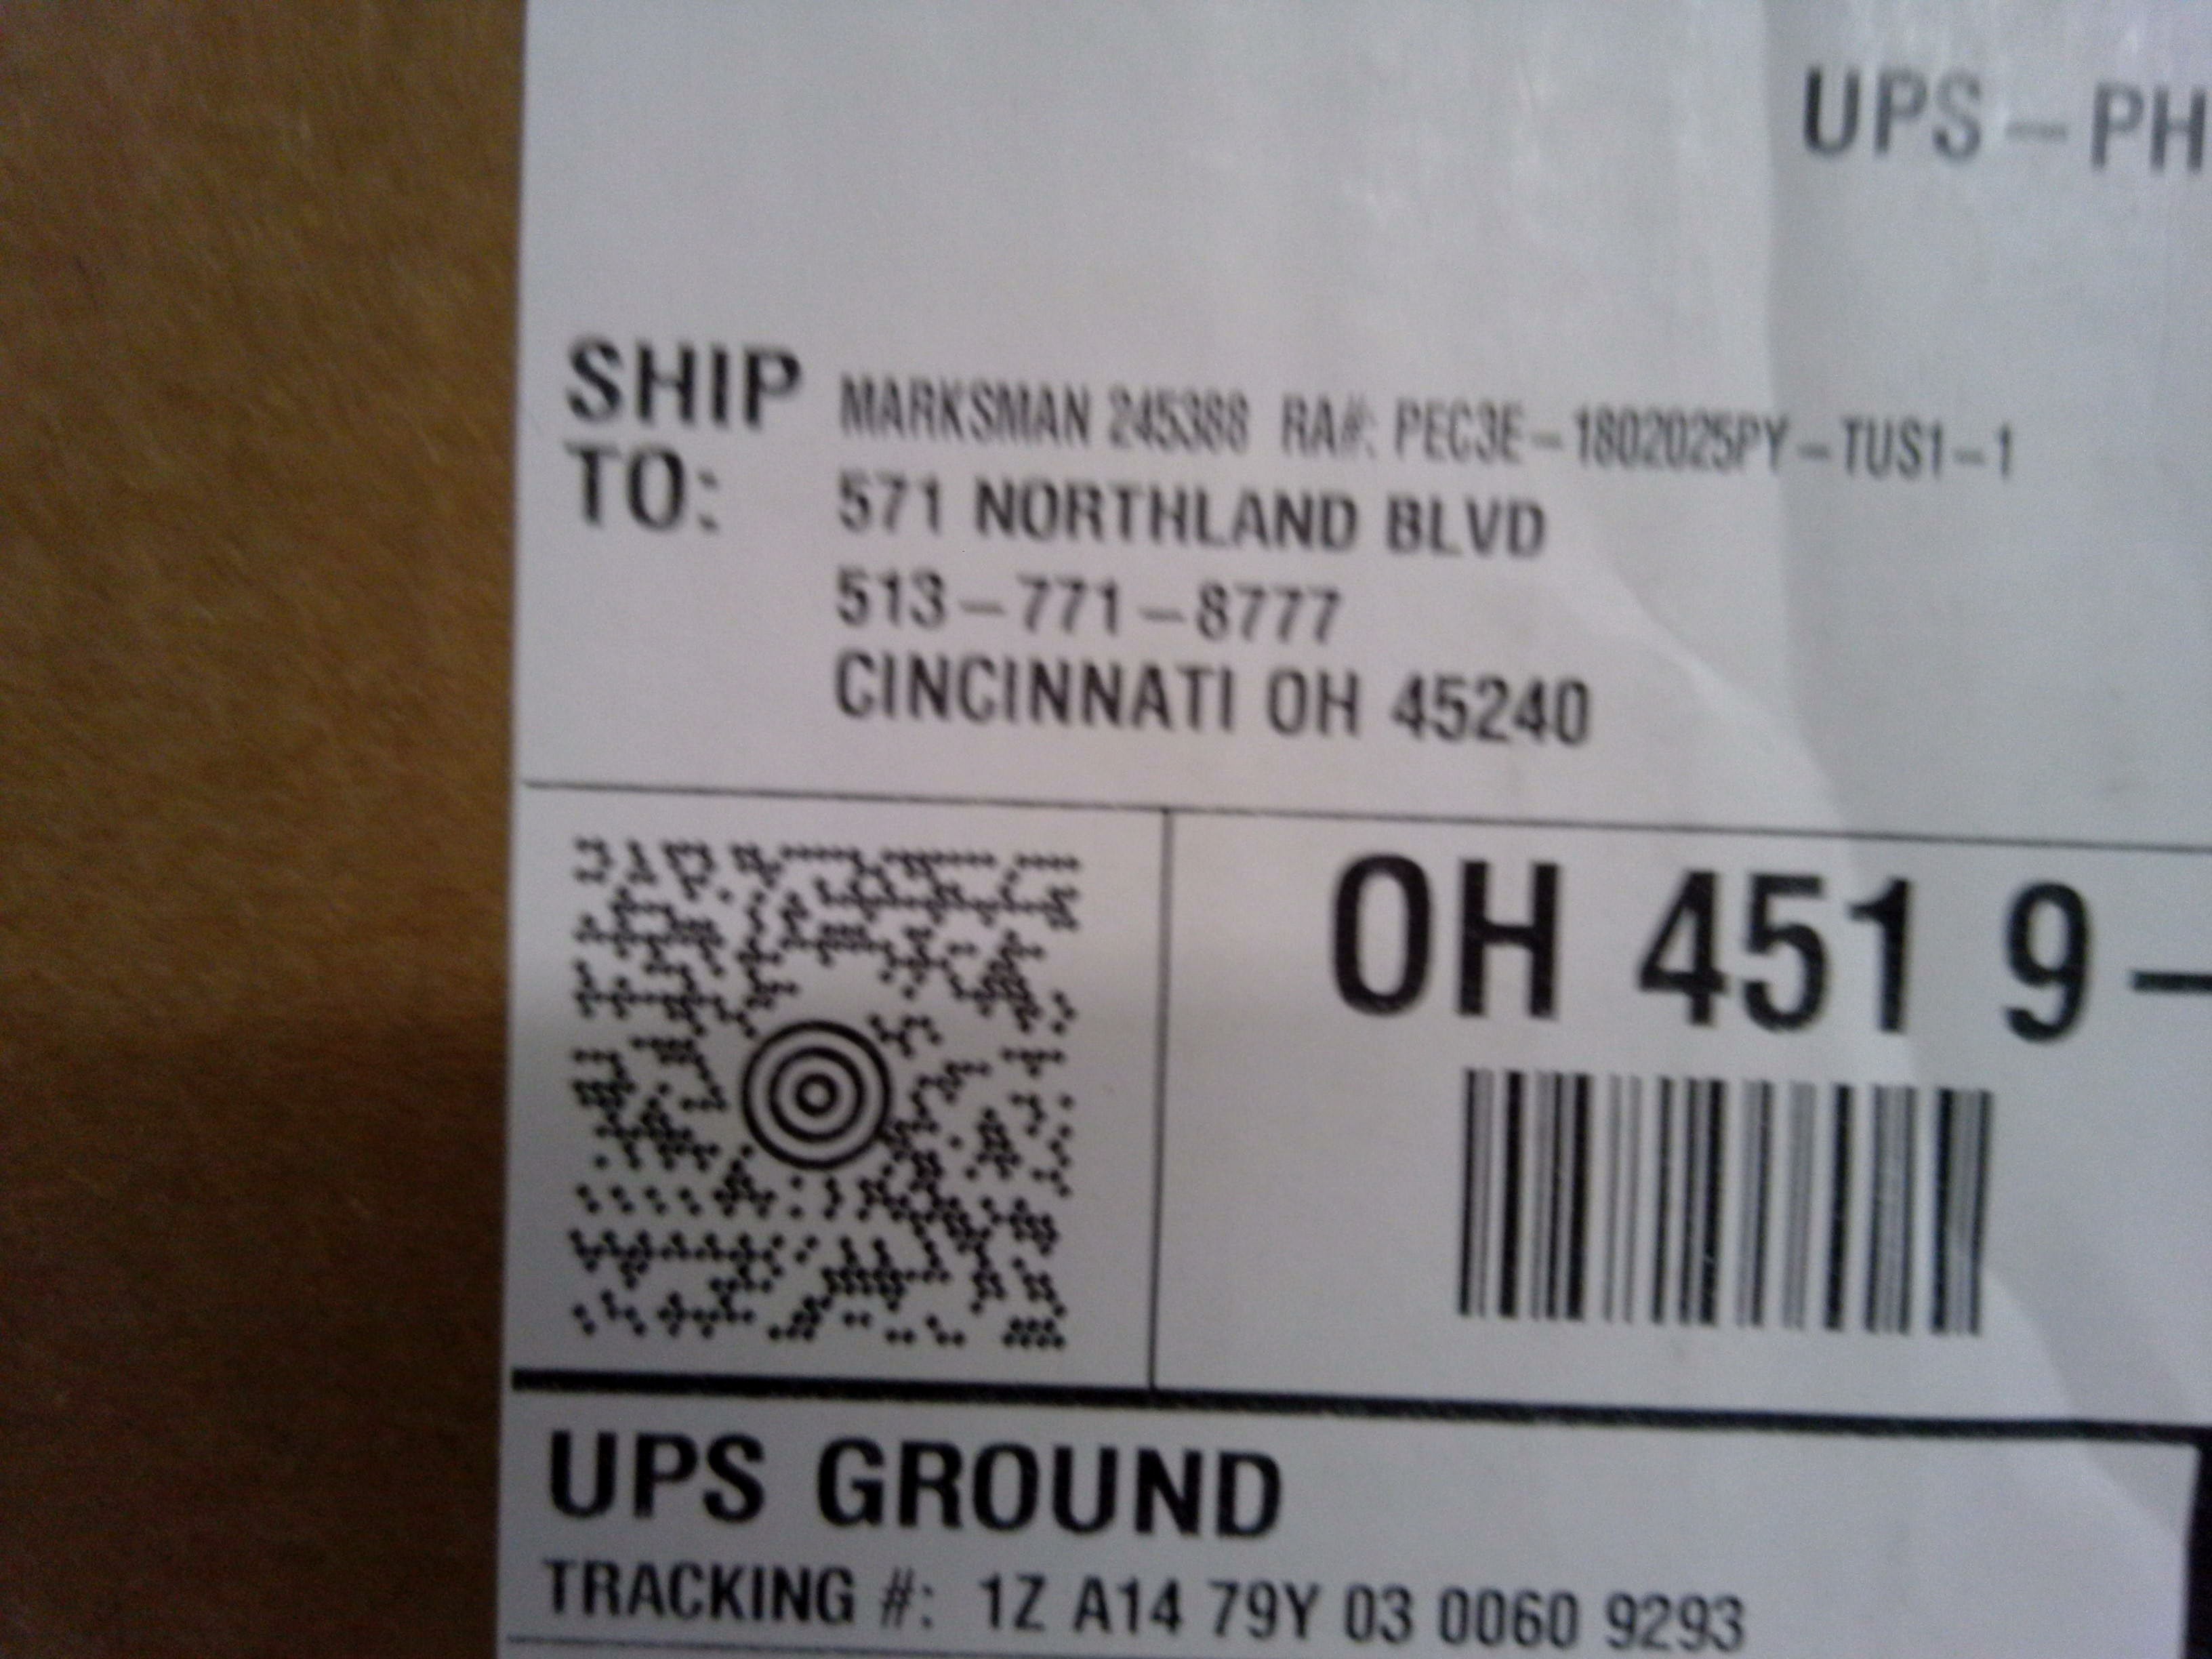 UPS-PH
SHIP TO: MARKSMAN 245388 RA#: PEC3E-1802025PY-TUS1-1
571 NORTHLAND BLVD
513-771-8777
CINCINNATI OH 45240
OH 451 9-
UPS GROUND
TRACKING #: 1Z A14 79Y 03 0060 9293